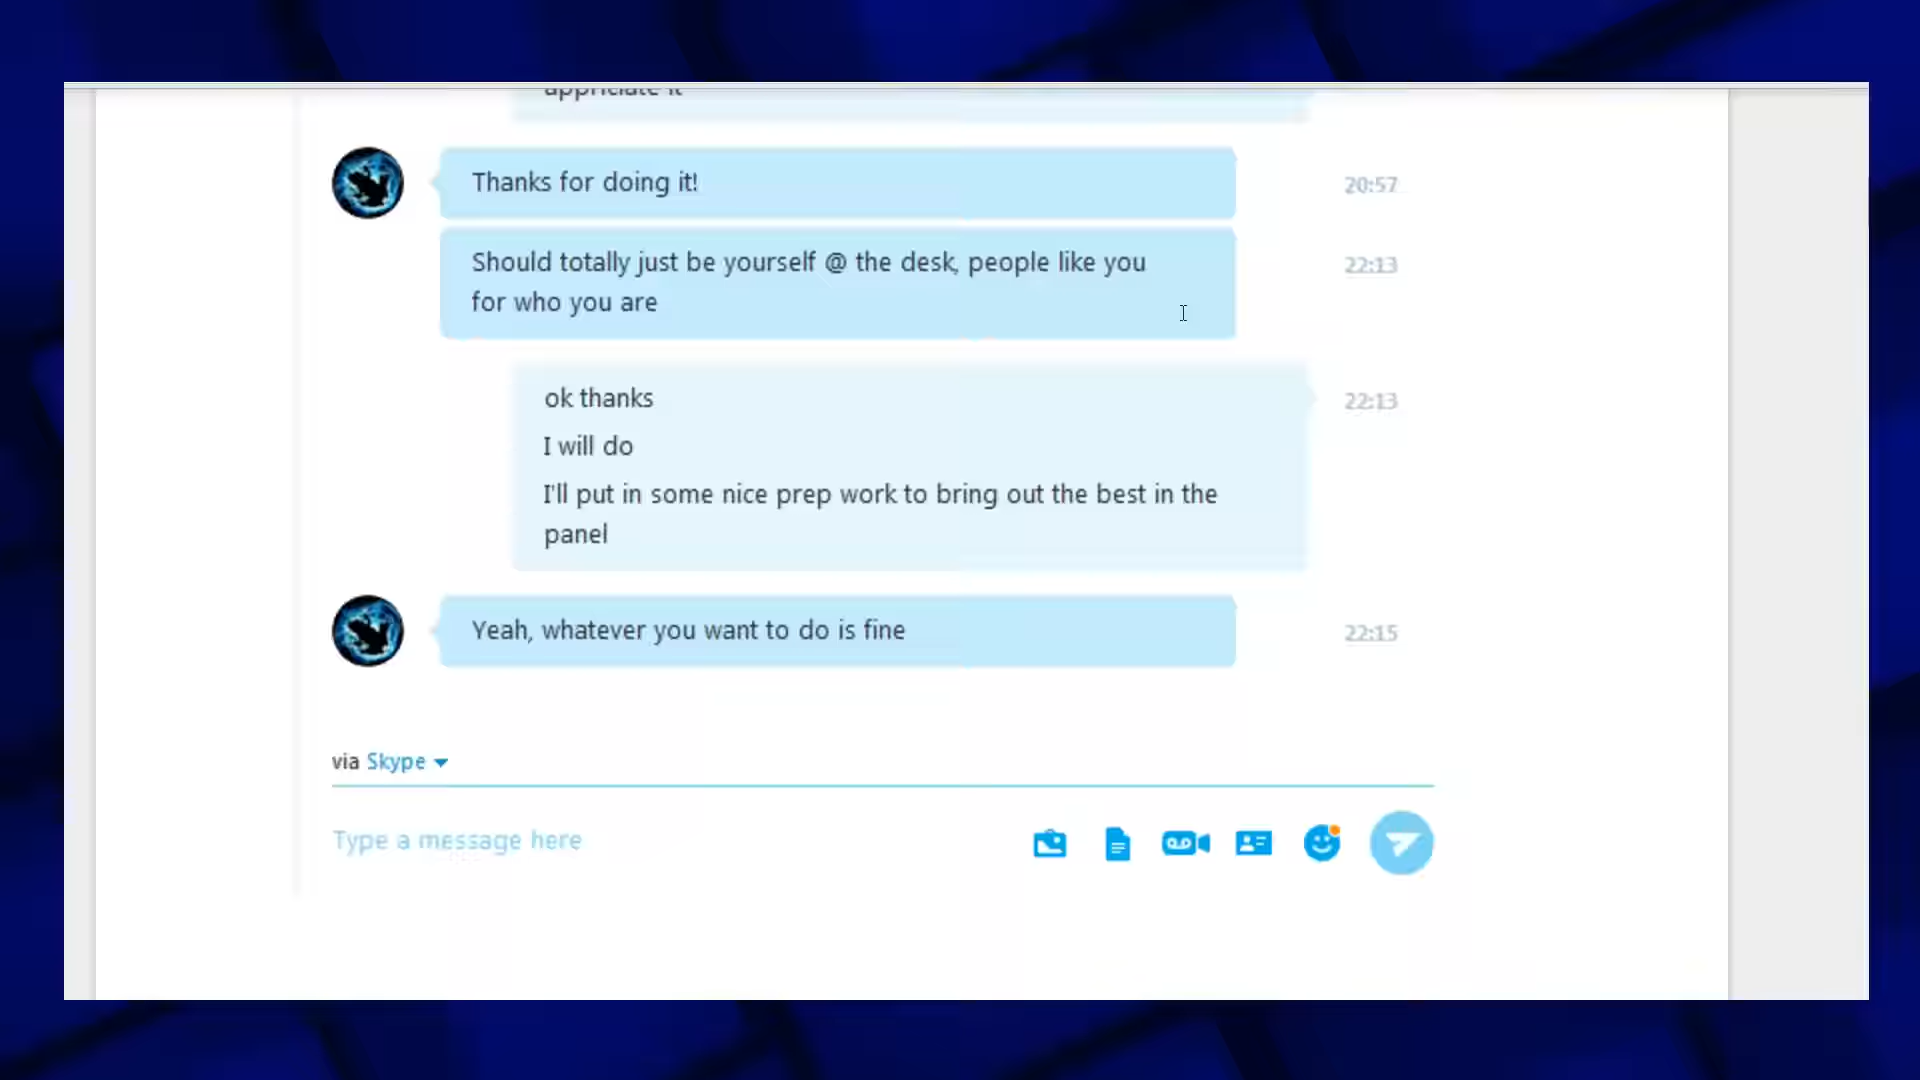 appriciate it
Thanks for doing it!
20:57
Should totally just be yourself @ the desk, people like you
22:13
for who you are
ok thanks
22:13
I will do
I'll put in some nice prep work to bring out the best in the
panel
Yeah, whatever you want to do is fine
22:15
via Skype
Type a message here